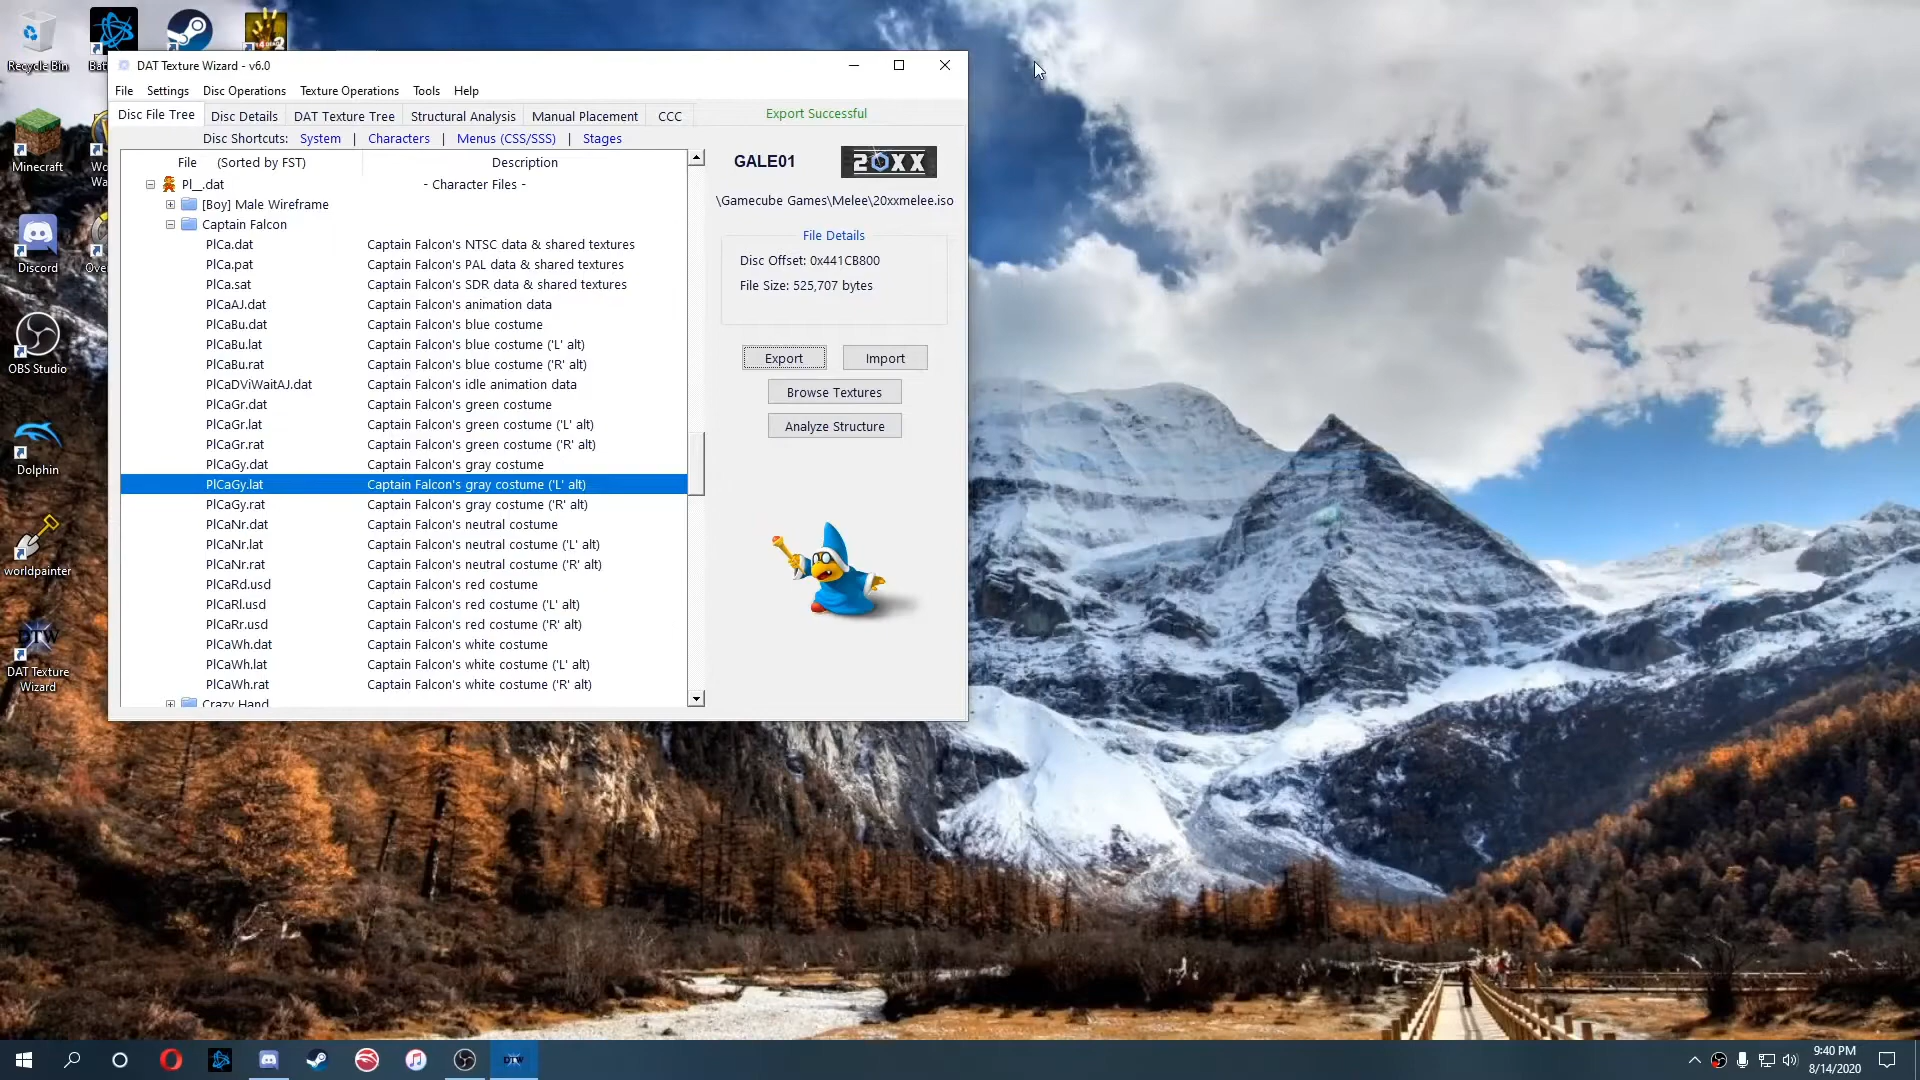 Recycle Bin
Minecraft
Discord
OBS Studio
Dolphin
worldpainter
DAT Texture
Wizard
DAT Texture Wizard - v6.0
File Settings Disc Operations Texture Operations Tools Help
Disc File Tree Disc Details DAT Texture Tree Structural Analysis Manual Placement CCC
Export Successful
Disc Shortcuts: System | Characters | Menus (CSS/SSS) | Stages
File (Sorted by FST) Description
Pl__.dat - Character Files -
[Boy] Male Wireframe
Captain Falcon
PlCa.dat Captain Falcon's NTSC data & shared textures
PlCa.pat Captain Falcon's PAL data & shared textures
PlCa.sat Captain Falcon's SDR data & shared textures
PlCaAJ.dat Captain Falcon's animation data
PlCaBu.dat Captain Falcon's blue costume
PlCaBu.lat Captain Falcon's blue costume ('L' alt)
PlCaBu.rat Captain Falcon's blue costume ('R' alt)
PlCaDViWaitAJ.dat Captain Falcon's idle animation data
PlCaGr.dat Captain Falcon's green costume
PlCaGr.lat Captain Falcon's green costume ('L' alt)
PlCaGr.rat Captain Falcon's green costume ('R' alt)
PlCaGy.dat Captain Falcon's gray costume
PlCaGy.lat Captain Falcon's gray costume ('L' alt)
PlCaGy.rat Captain Falcon's gray costume ('R' alt)
PlCaNr.dat Captain Falcon's neutral costume
PlCaNr.lat Captain Falcon's neutral costume ('L' alt)
PlCaNr.rat Captain Falcon's neutral costume ('R' alt)
PlCaRd.usd Captain Falcon's red costume
PlCaRl.usd Captain Falcon's red costume ('L' alt)
PlCaRr.usd Captain Falcon's red costume ('R' alt)
PlCaWh.dat Captain Falcon's white costume
PlCaWh.lat Captain Falcon's white costume ('L' alt)
PlCaWh.rat Captain Falcon's white costume ('R' alt)
Crazy Hand
GALE01 20XX
\Gamecube Games\Melee\20xxmelee.iso
File Details
Disc Offset: 0x441CB800
File Size: 525,707 bytes
Export Import
Browse Textures
Analyze Structure
DTW
DTW
9:40 PM
8/14/2020